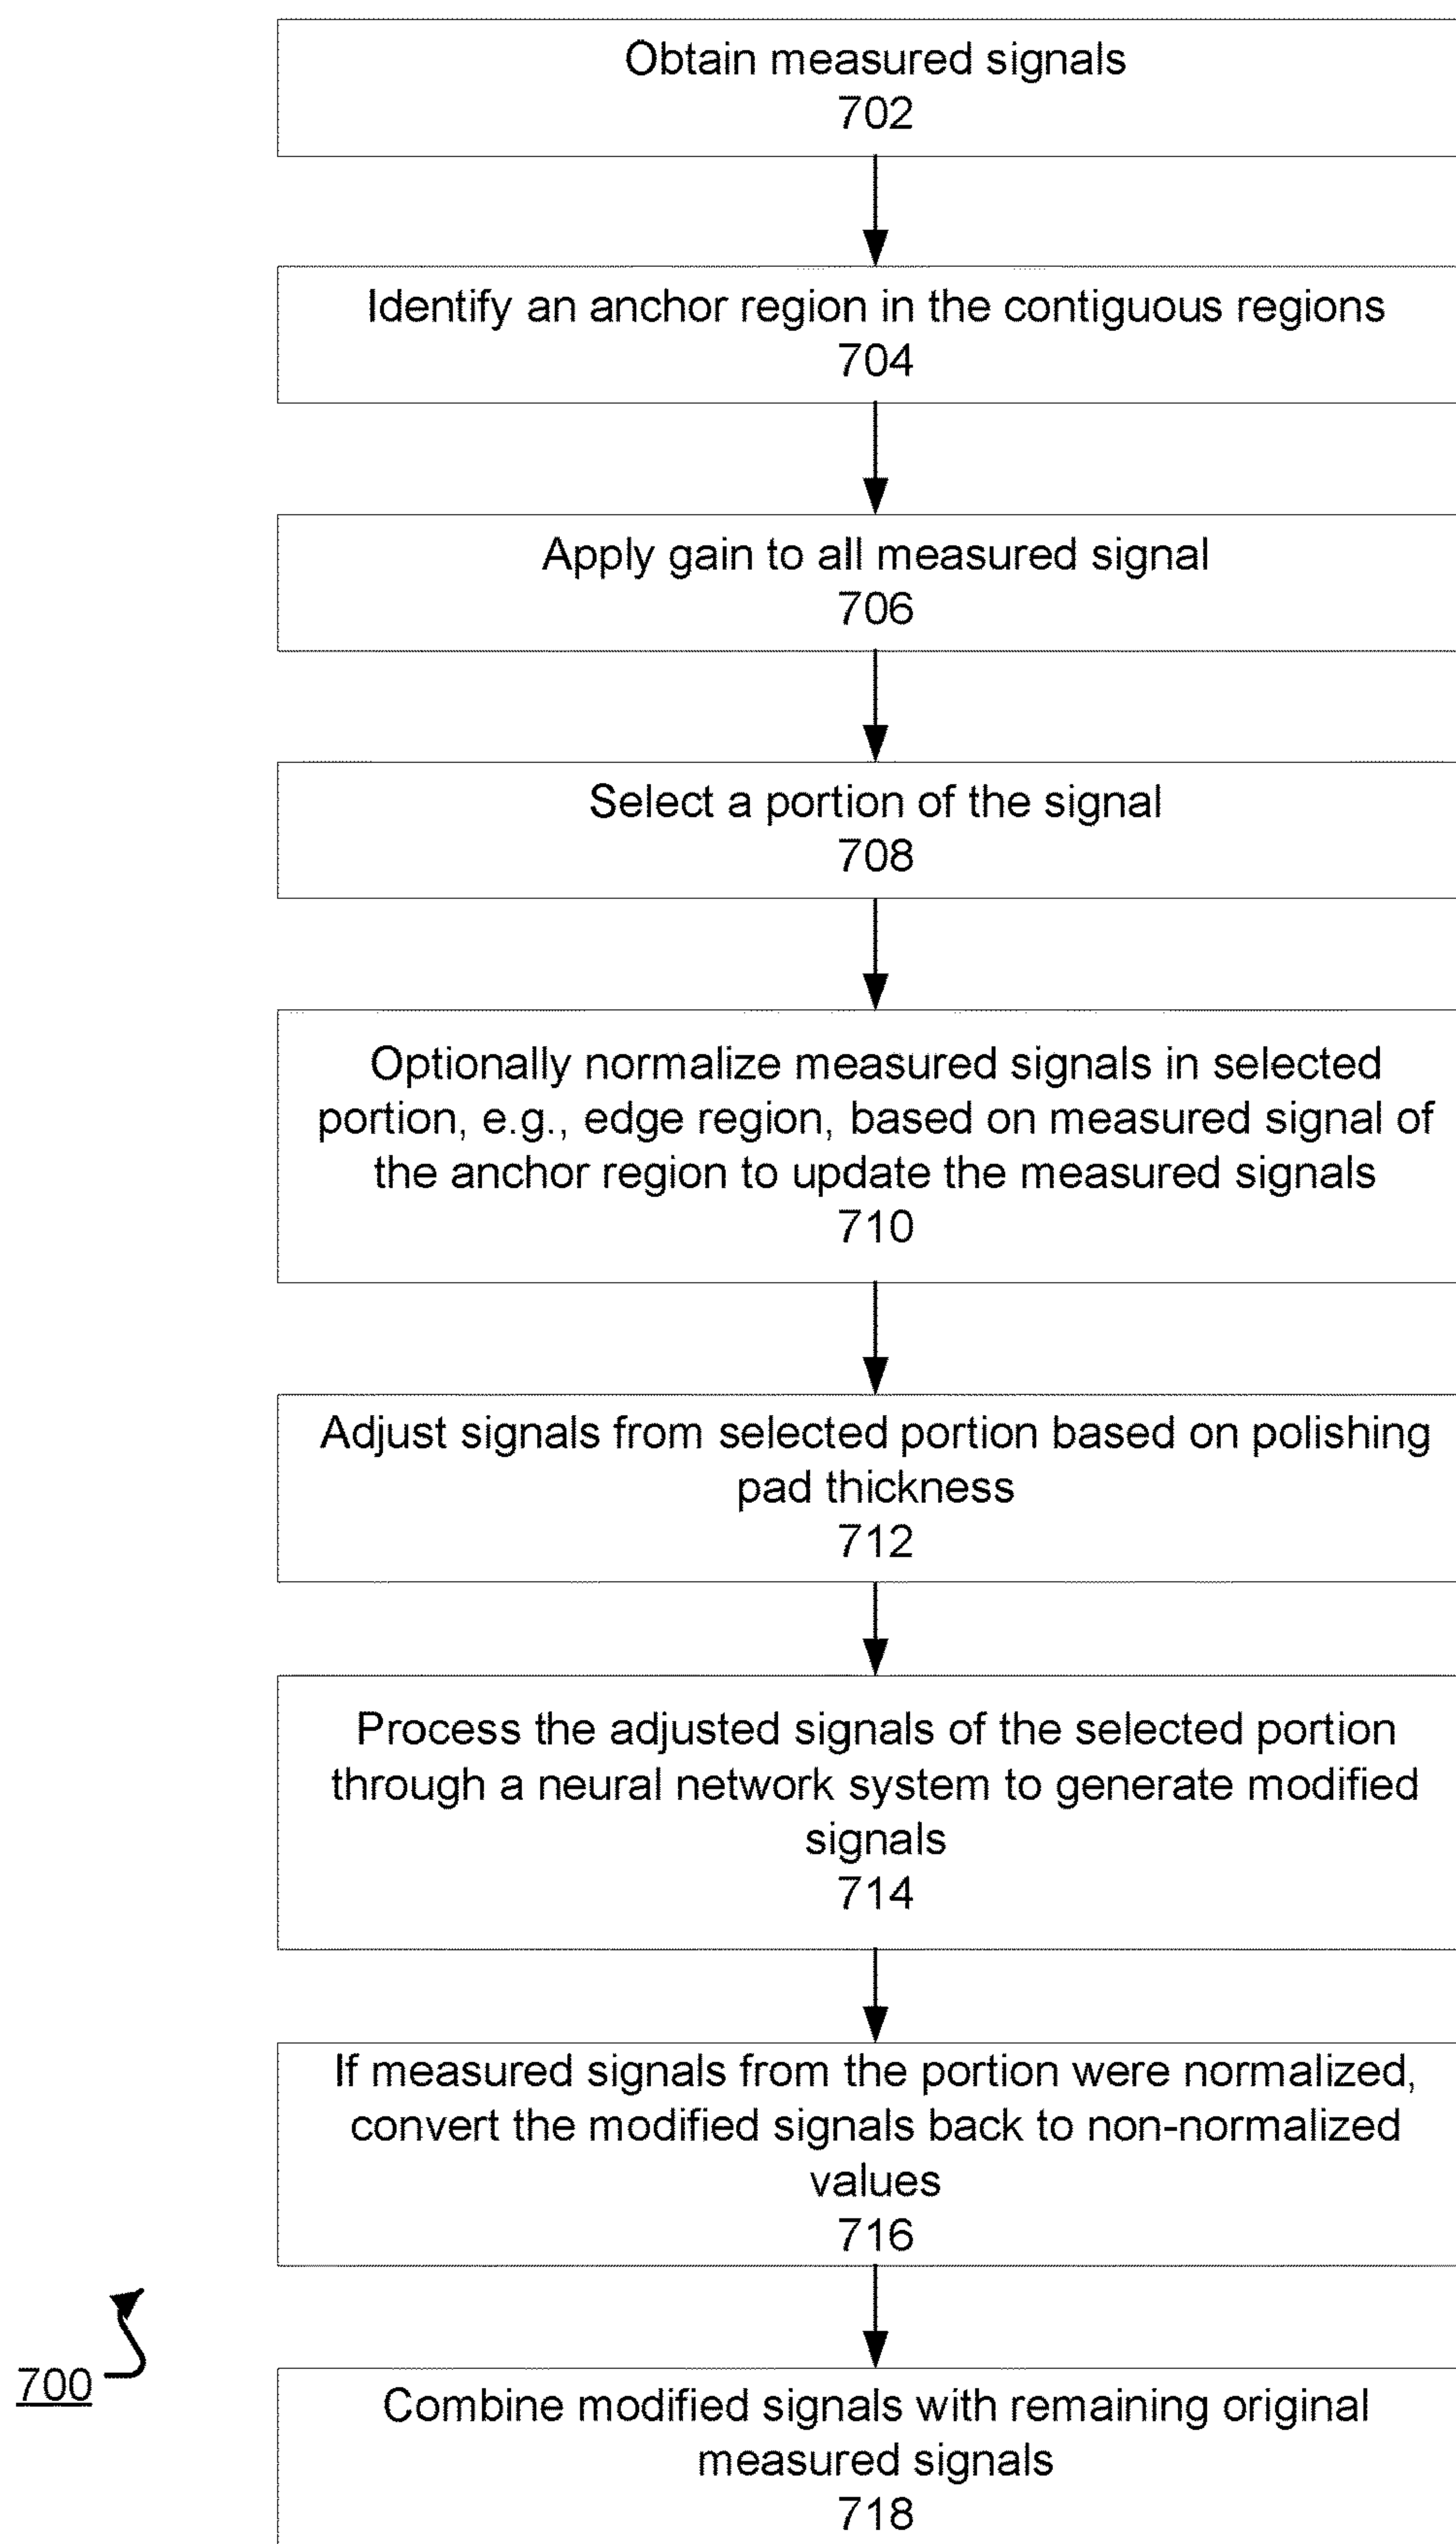 Obtain measured signals
702
Identify an anchor region in the contiguous regions
704
Apply gain to all measured signal
706
Select a portion of the signal
708
Optionally normalize measured signals in selected
portion, e.g., edge region, based on measured signal of
the anchor region to update the measured signals
710
Adjust signals from selected portion based on polishing
pad thickness
712
Process the adjusted signals of the selected portion
through a neural network system to generate modified
signals
714
If measured signals from the portion were normalized,
convert the modified signals back to non-normalized
values
716
700
Combine modified signals with remaining original
measured signals
718